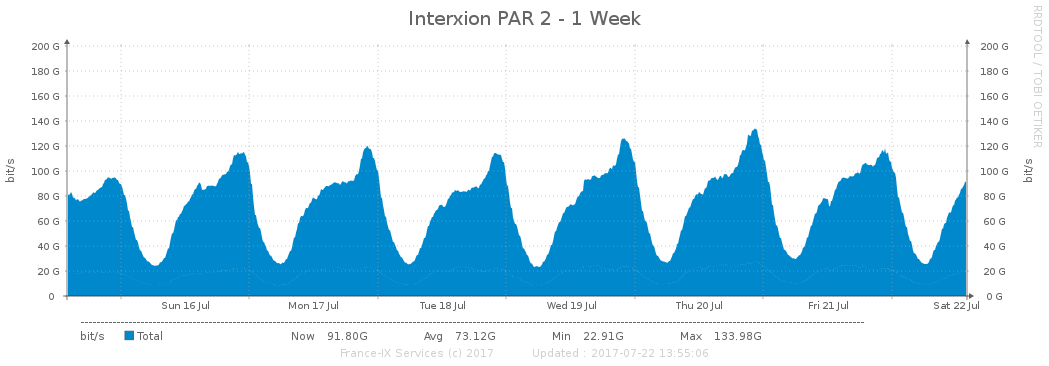 Interxion PAR 2 - 1 Week
RRDTOOL / TOBI OETIKER
bit/s
200 G
180 G
160 G
140 G
120 G
100 G
80 G
60 G
40 G
20 G
0
200 G
180 G
160 G
140 G
120 G
100 G
80 G
60 G
40 G
20 G
0 G
bit/s
Sun 16 Jul Mon 17 Jul Tue 18 Jul Wed 19 Jul Thu 20 Jul Fri 21 Jul Sat 22 Jul
bit/s Total Now 91.80G Avg 73.12G Min 22.91G Max 133.98G
France-IX Services (c) 2017 Updated : 2017-07-22 13:55:06